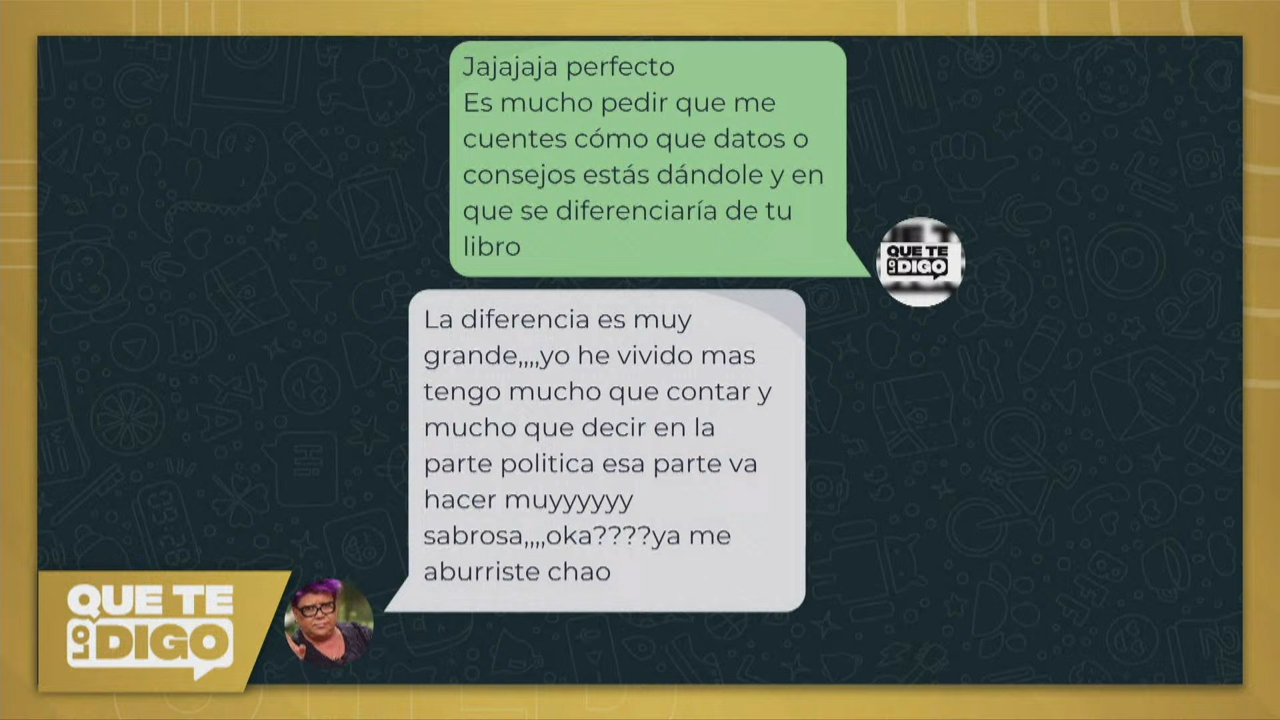 Jajajaja perfecto
Es mucho pedir que me
cuentes cómo que datos o
consejos estás dándole y en
que se diferenciaría de tu
libro
QUE TE
LO DIGO
La diferencia es muy
grande,,,,yo he vivido mas
tengo mucho que contar y
mucho que decir en la
parte politica esa parte va
hacer muyyyyyy
sabrosa,,,,oka????ya me
aburriste chao
QUE TE
LO DIGO